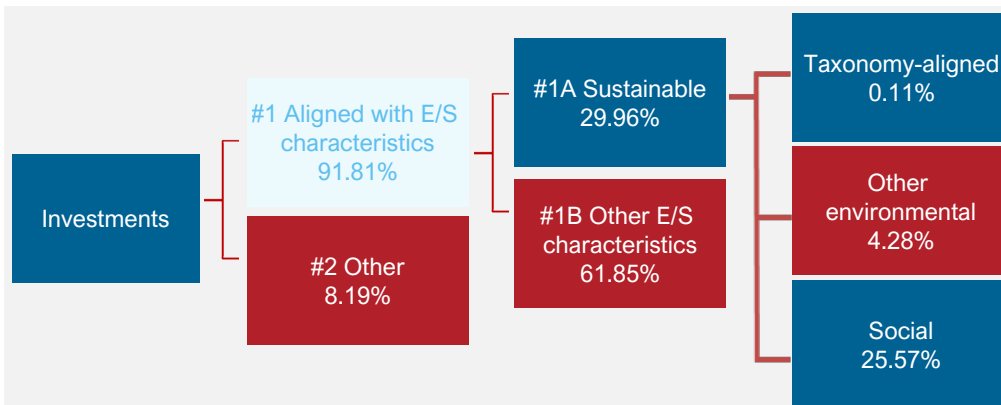 Investments
#1 Aligned with E/S
characteristics
91.81%
#2 Other
8.19%
#1A Sustainable
29.96%
#1B Other E/S
characteristics
61.85%
Taxonomy-aligned
0.11%
Other
environmental
4.28%
Social
25.57%